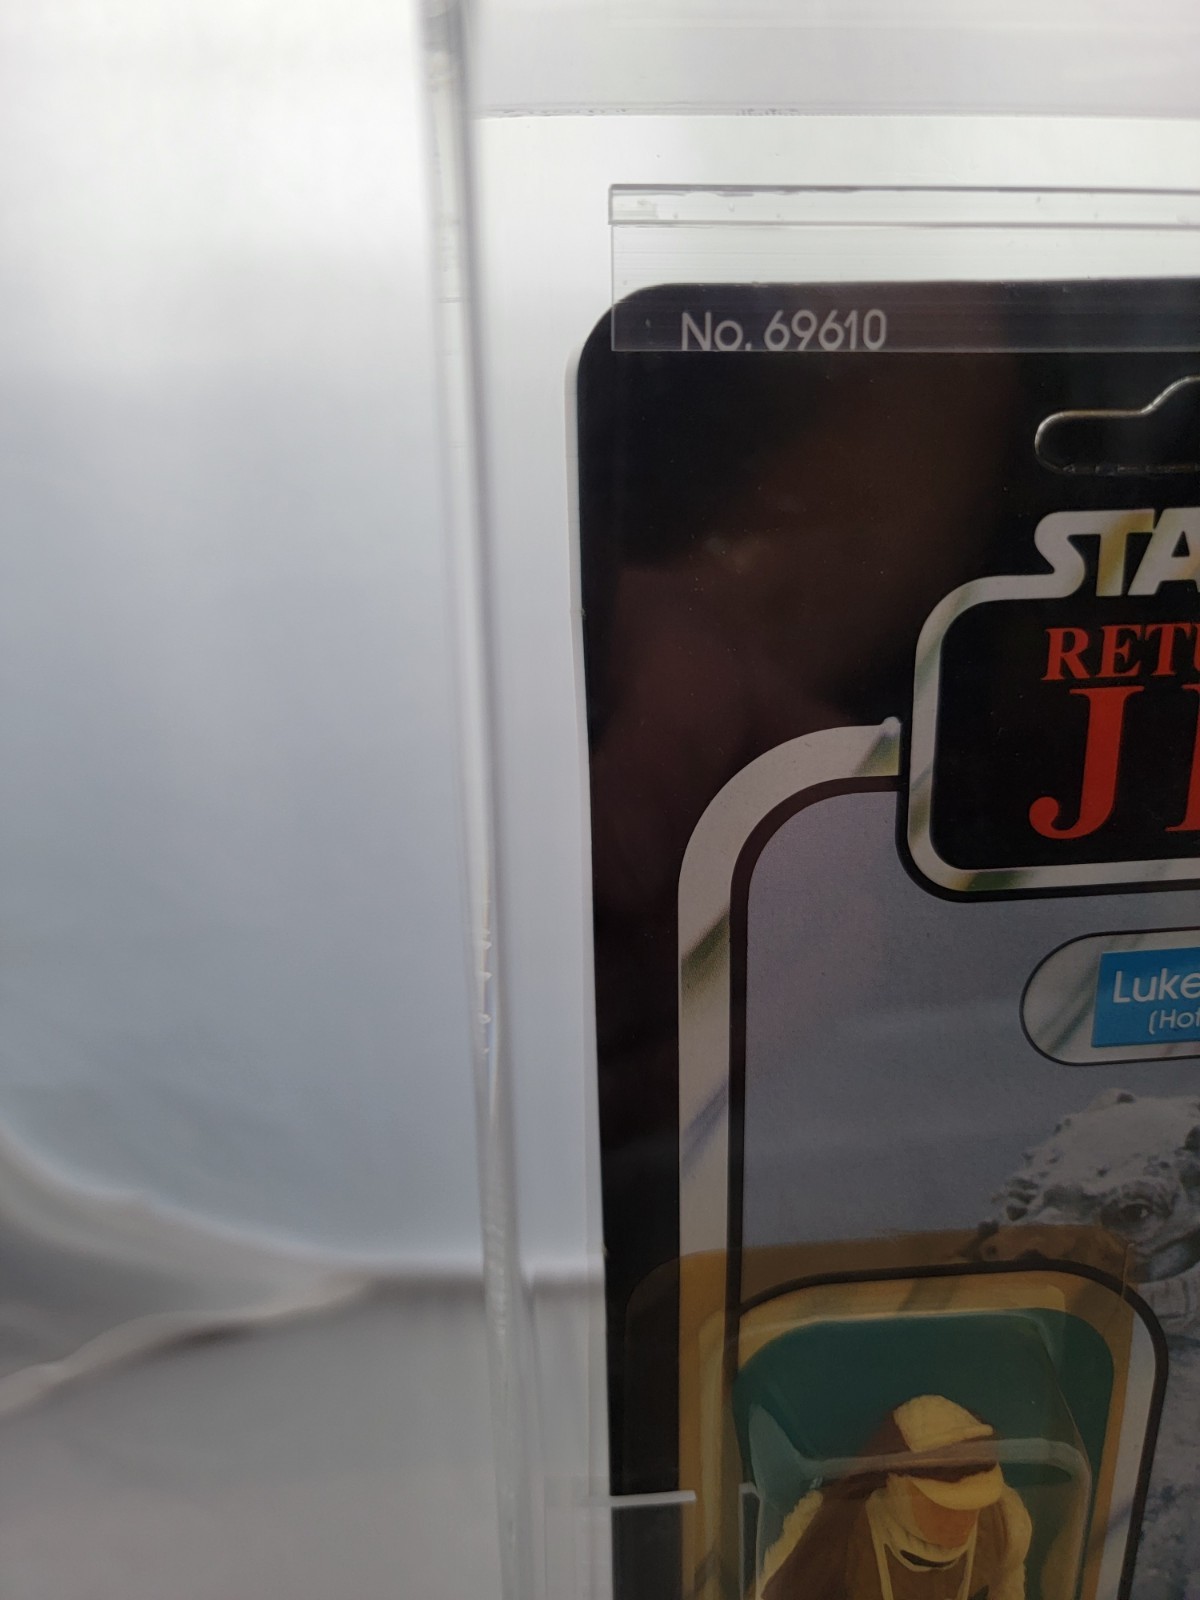 No. 69610
STA
RETU
J
Luke
(Hot